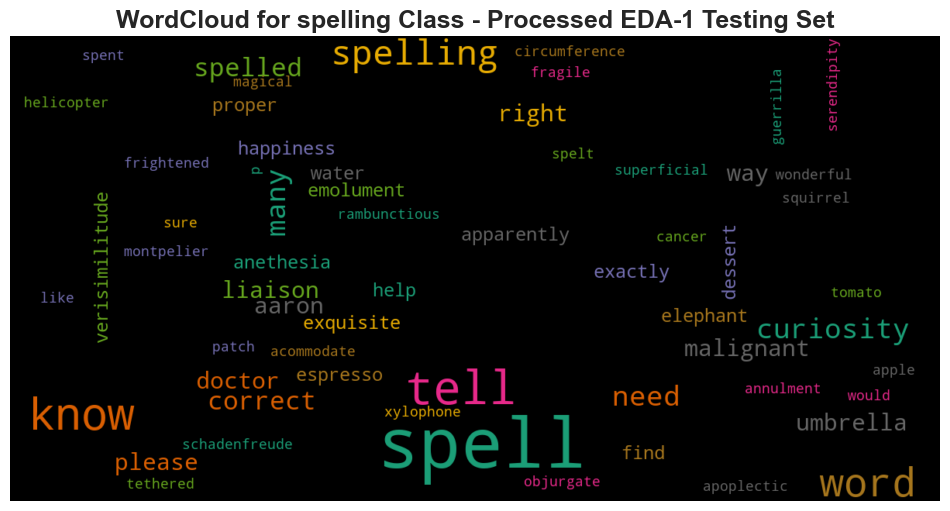 WordCloud for spelling Class - Processed EDA-1 Testing Set
spent
spelling
circumference
serendipity
spelled
fragile
magical
guerrilla
helicopter
proper
right
happiness
spelt
frightened
p
water
superficial
way
wonderful
many
emolument
squirrel
verisimilitude
rambunctious
sure
apparently
cancer
dessert
montpelier
anethesia
exactly
like
liaison
help
tomato
aaron
elephant
exquisite
curiosity
patch
acommodate
malignant
doctor
espresso
apple
know
correct
tell
need
annulment
would
xylophone
umbrella
schadenfreude
spell
find
please
tethered
objurgate
apoplectic
word